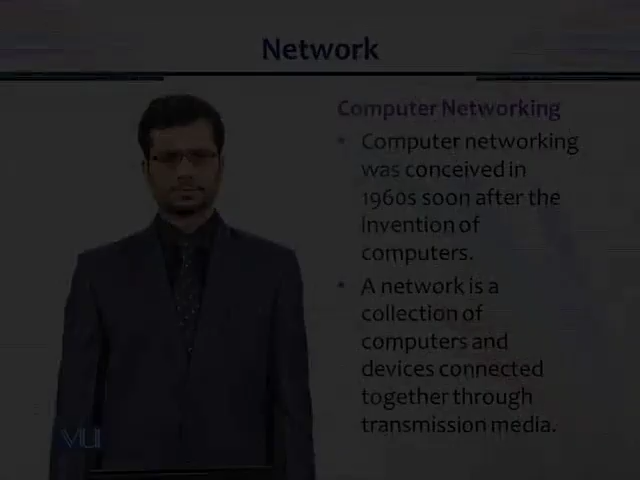 Network
Computer Networking
• Computer networking
was conceived in
1960s soon after the
invention of
computers.
• A network is a
collection of
computers and
devices connected
together through
transmission media.
VU